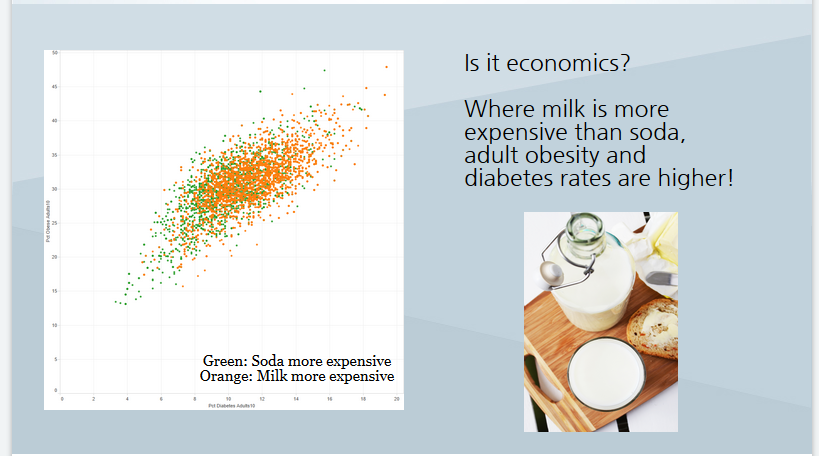 Is it economics?
Where milk is more
expensive than soda,
adult obesity and
diabetes rates are higher!
50
45
40
35
30
25
20
15
10
5
0
Pct Obese Adults10
0 2 4 6 8 10 12 14 16 18 20
Pct Diabetes Adults10
Green: Soda more expensive
Orange: Milk more expensive